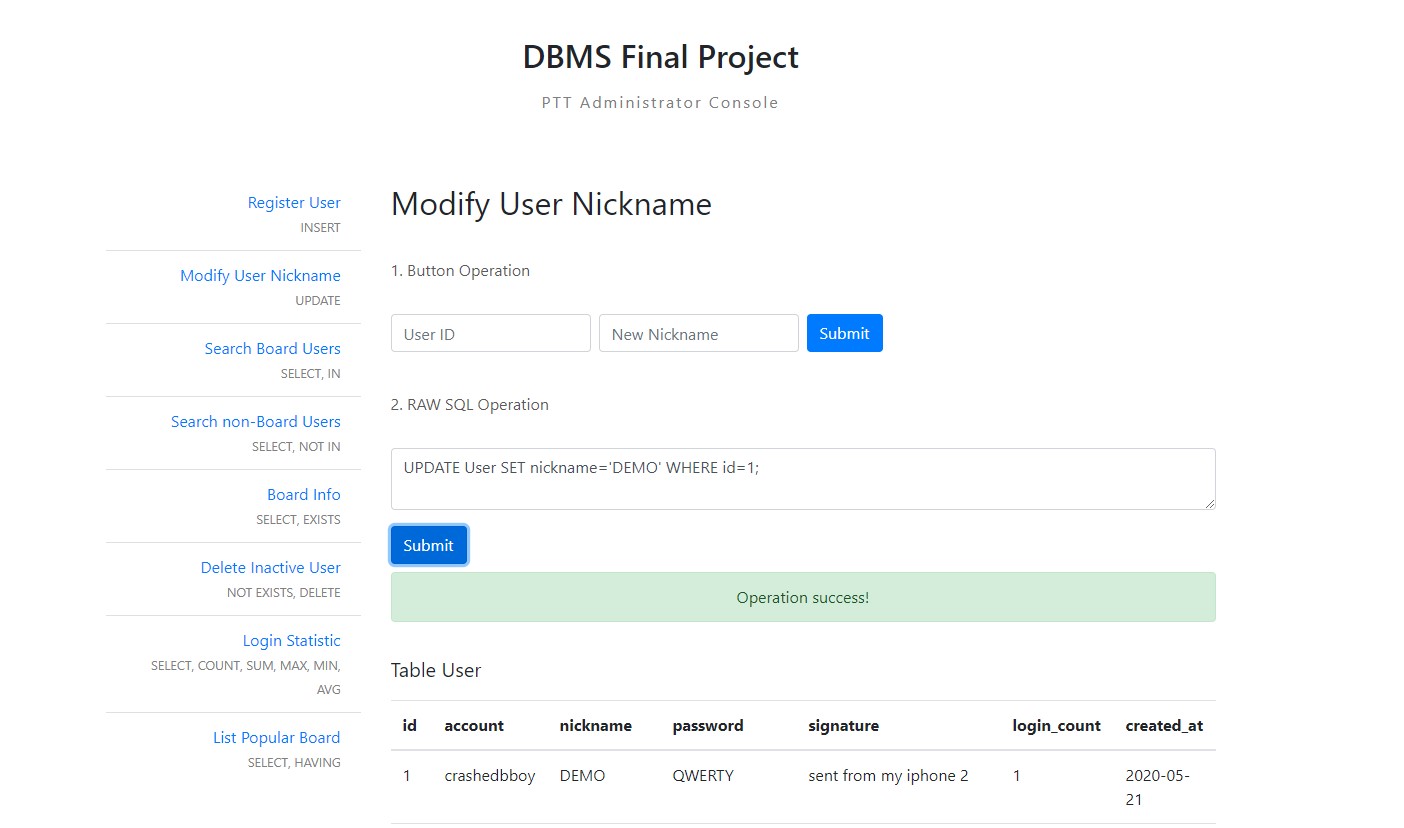 DBMS Final Project
PTT Administrator Console
Register User
INSERT
Modify User Nickname
UPDATE
Search Board Users
SELECT, IN
Search non-Board Users
SELECT, NOT IN
Board Info
SELECT, EXISTS
Delete Inactive User
NOT EXISTS, DELETE
Login Statistic
SELECT, COUNT, SUM, MAX, MIN,
AVG
List Popular Board
SELECT, HAVING
Modify User Nickname
1. Button Operation
User ID New Nickname Submit
2. RAW SQL Operation
UPDATE User SET nickname='DEMO' WHERE id=1;
Submit
Operation success!
Table User
id account nickname password signature login_count created_at
1 crashedbboy DEMO QWERTY sent from my iphone 2 1 2020-05-
21